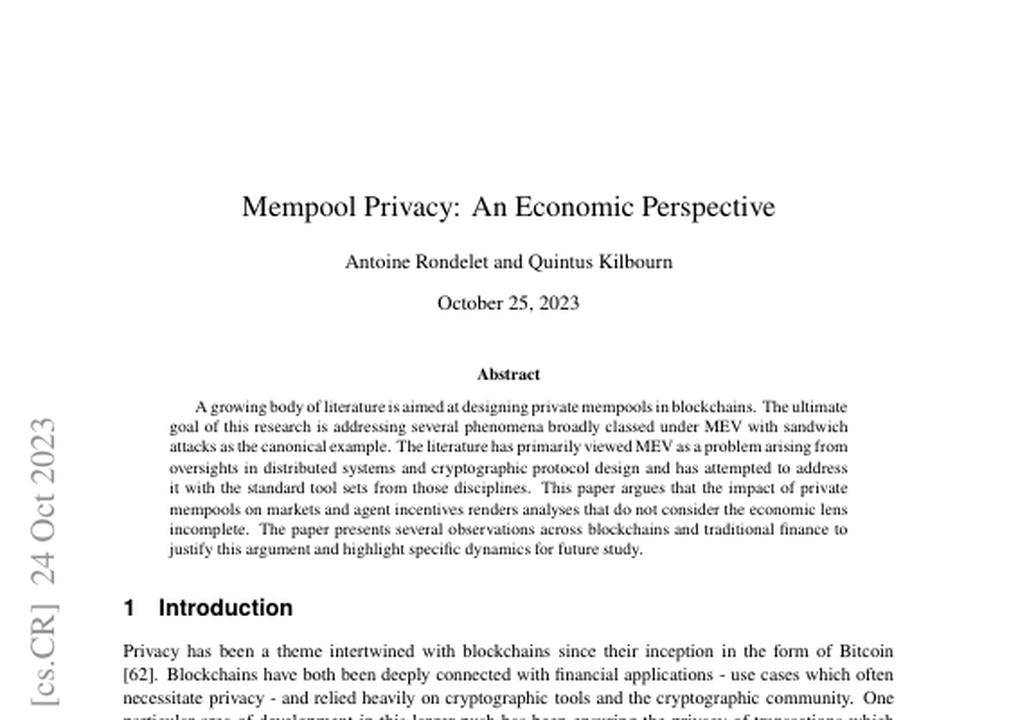 Mempool Privacy: An Economic Perspective
Antoine Rondelet and Quintus Kilbourn
October 25, 2023
Abstract
A growing body of literature is aimed at designing private mempools in blockchains. The ultimate
goal of this research is addressing several phenomena broadly classed under MEV with sandwich
attacks as the canonical example. The literature has primarily viewed MEV as a problem arising from
oversights in distributed systems and cryptographic protocol design and has attempted to address
it with the standard tool sets from those disciplines. This paper argues that the impact of private
mempools on markets and agent incentives renders analyses that do not consider the economic lens
incomplete. The paper presents several observations across blockchains and traditional finance to
justify this argument and highlight specific dynamics for future study.
1 Introduction
Privacy has been a theme intertwined with blockchains since their inception in the form of Bitcoin
[62]. Blockchains have both been deeply connected with financial applications - use cases which often
necessitate privacy - and relied heavily on cryptographic tools and the cryptographic community. One
[cs.CR] 24 Oct 2023